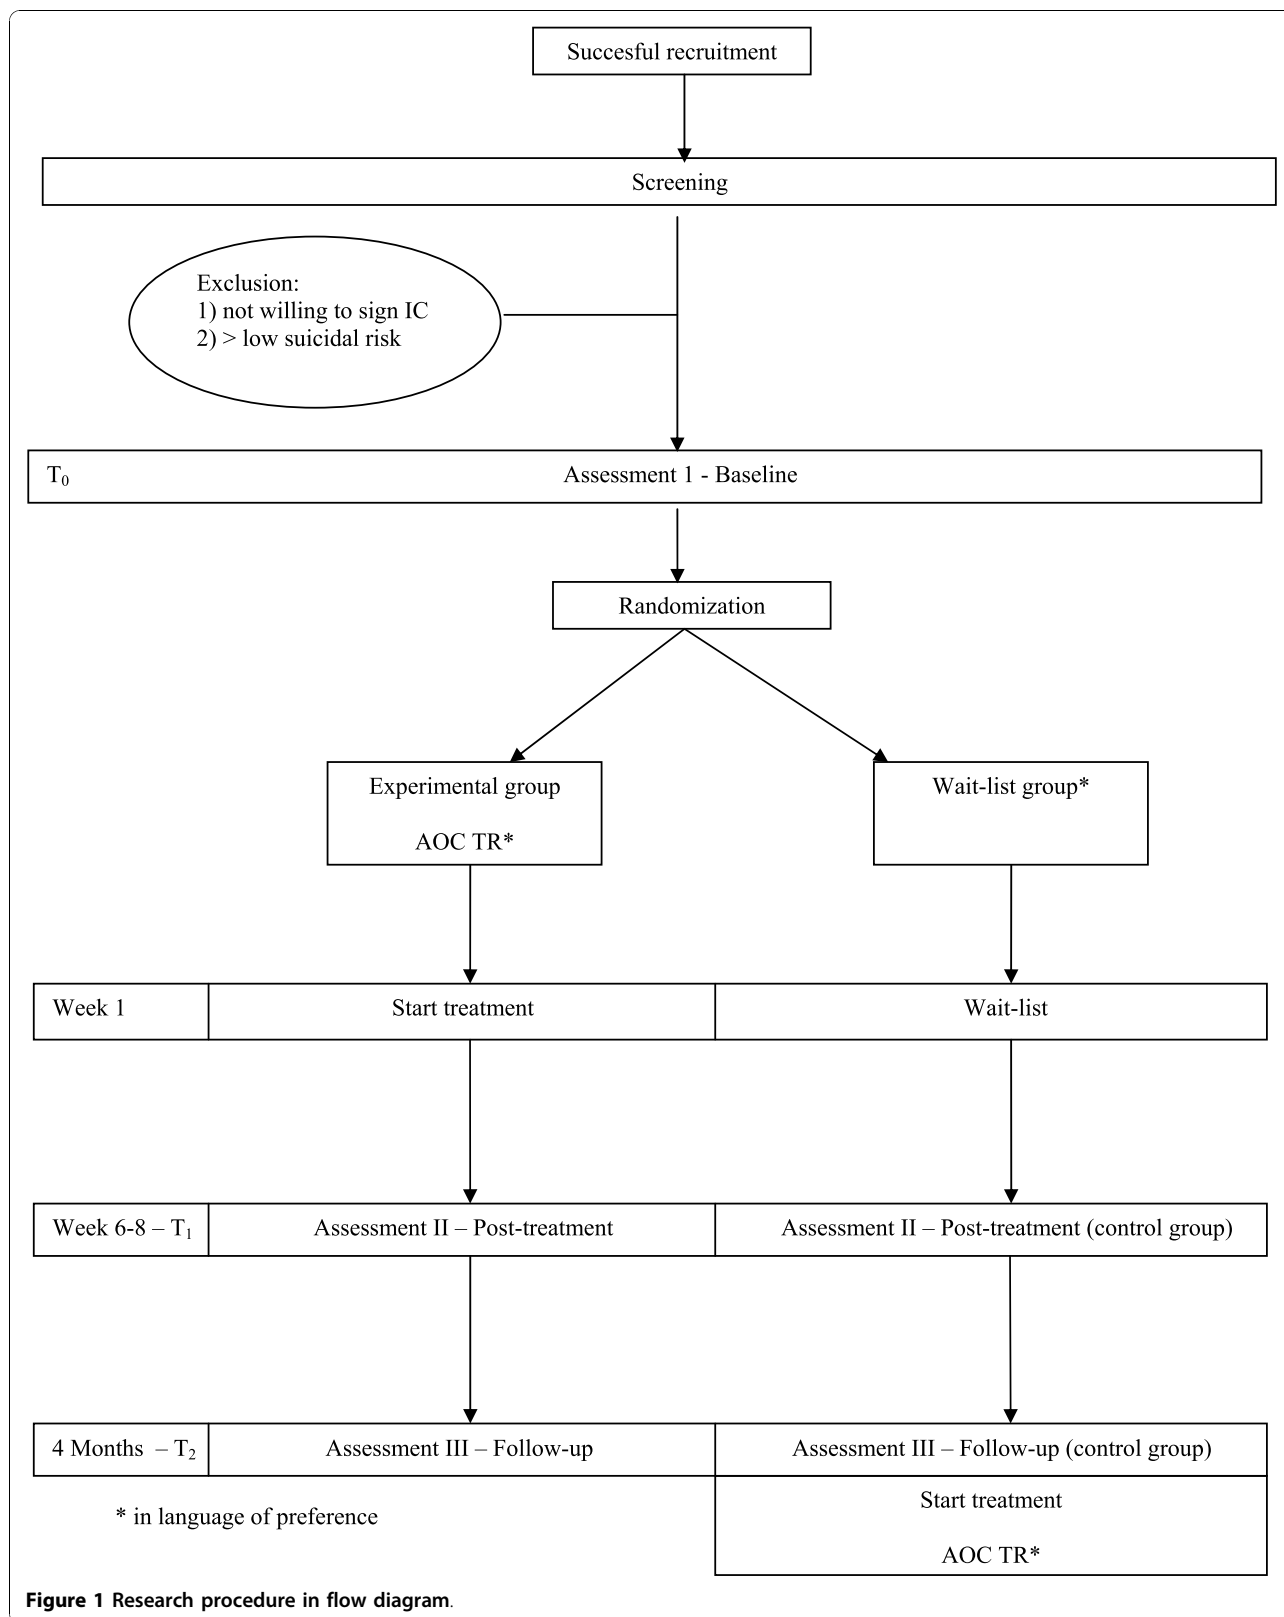 Succesful recruitment
Screening
Exclusion:
1) not willing to sign IC
2) > low suicidal risk
T₀ Assessment 1 - Baseline
Randomization
Experimental group
AOC TR*
Wait-list group*
Week 1 Start treatment Wait-list
Week 6-8 – T₁ Assessment II – Post-treatment Assessment II – Post-treatment (control group)
4 Months – T₂ Assessment III – Follow-up Assessment III – Follow-up (control group)
Start treatment
AOC TR*
* in language of preference
Figure 1 Research procedure in flow diagram.